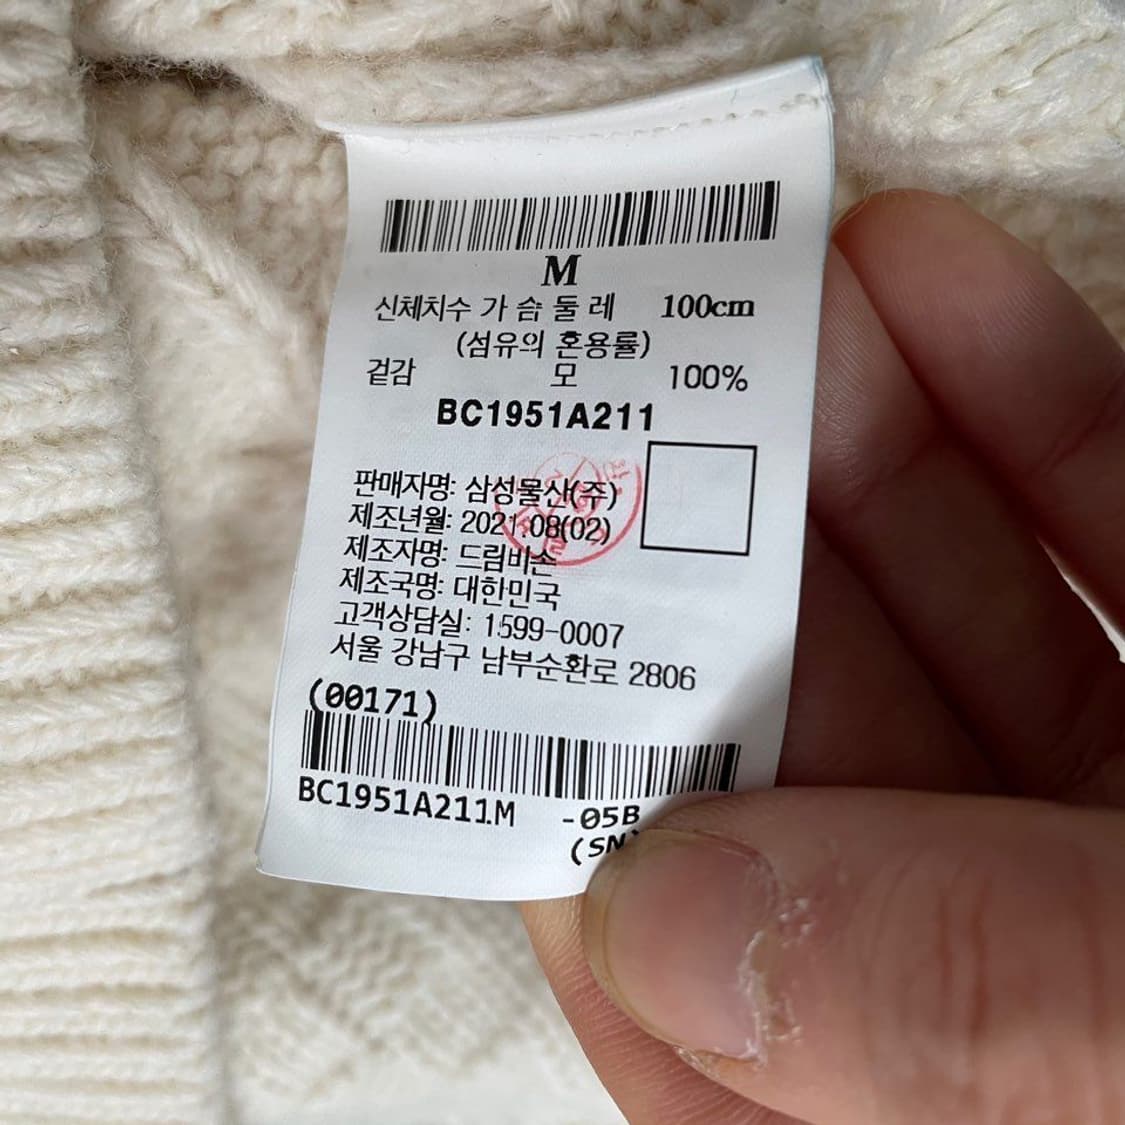 M
신체치수 가 슴 둘 레 100cm
(섬유의 혼용률)
겉감 모 100%
BC1951A211
판매자명: 삼성물산(주)
제조년월: 2021.08(02)
제조자명: 드림비손
제조국명: 대한민국
고객상담실: 1599-0007
서울 강남구 남부순환로 2806
(00171)
BC1951A211M -05B
(SN)